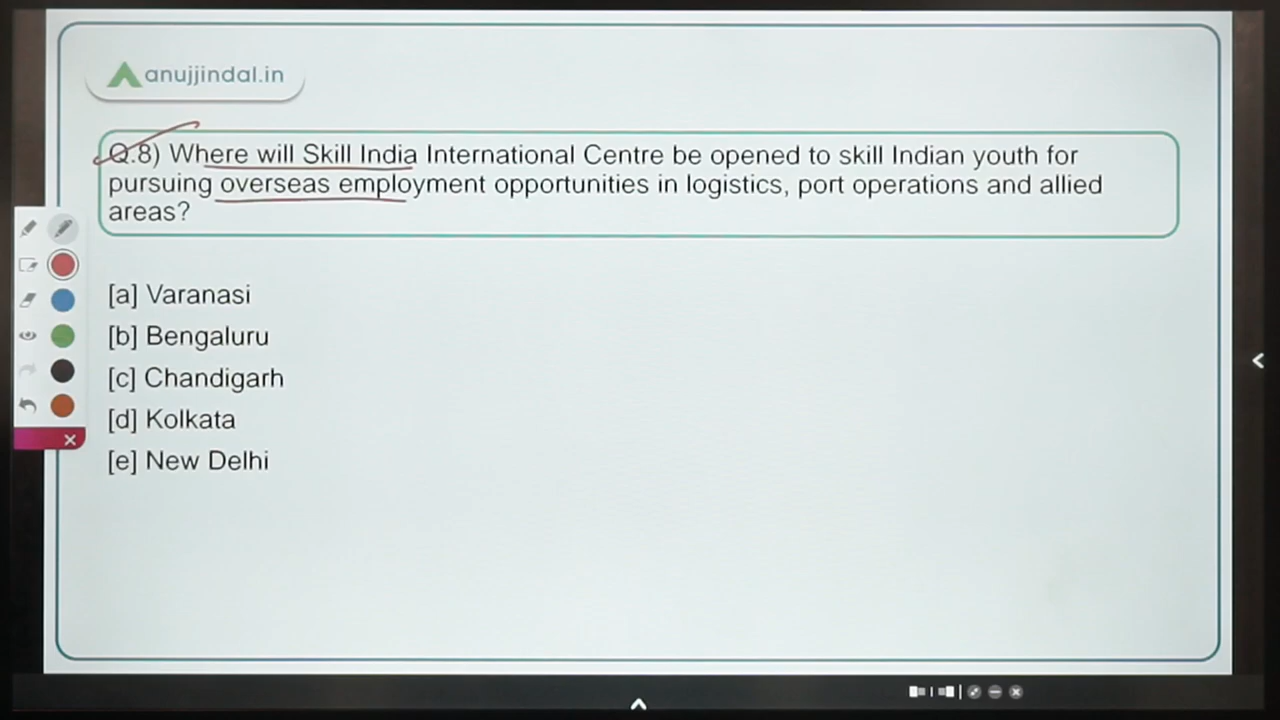 anujjindal.in
Q.8) Where will Skill India International Centre be opened to skill Indian youth for
pursuing overseas employment opportunities in logistics, port operations and allied
areas?
[a] Varanasi
[b] Bengaluru
[c] Chandigarh
[d] Kolkata
[e] New Delhi